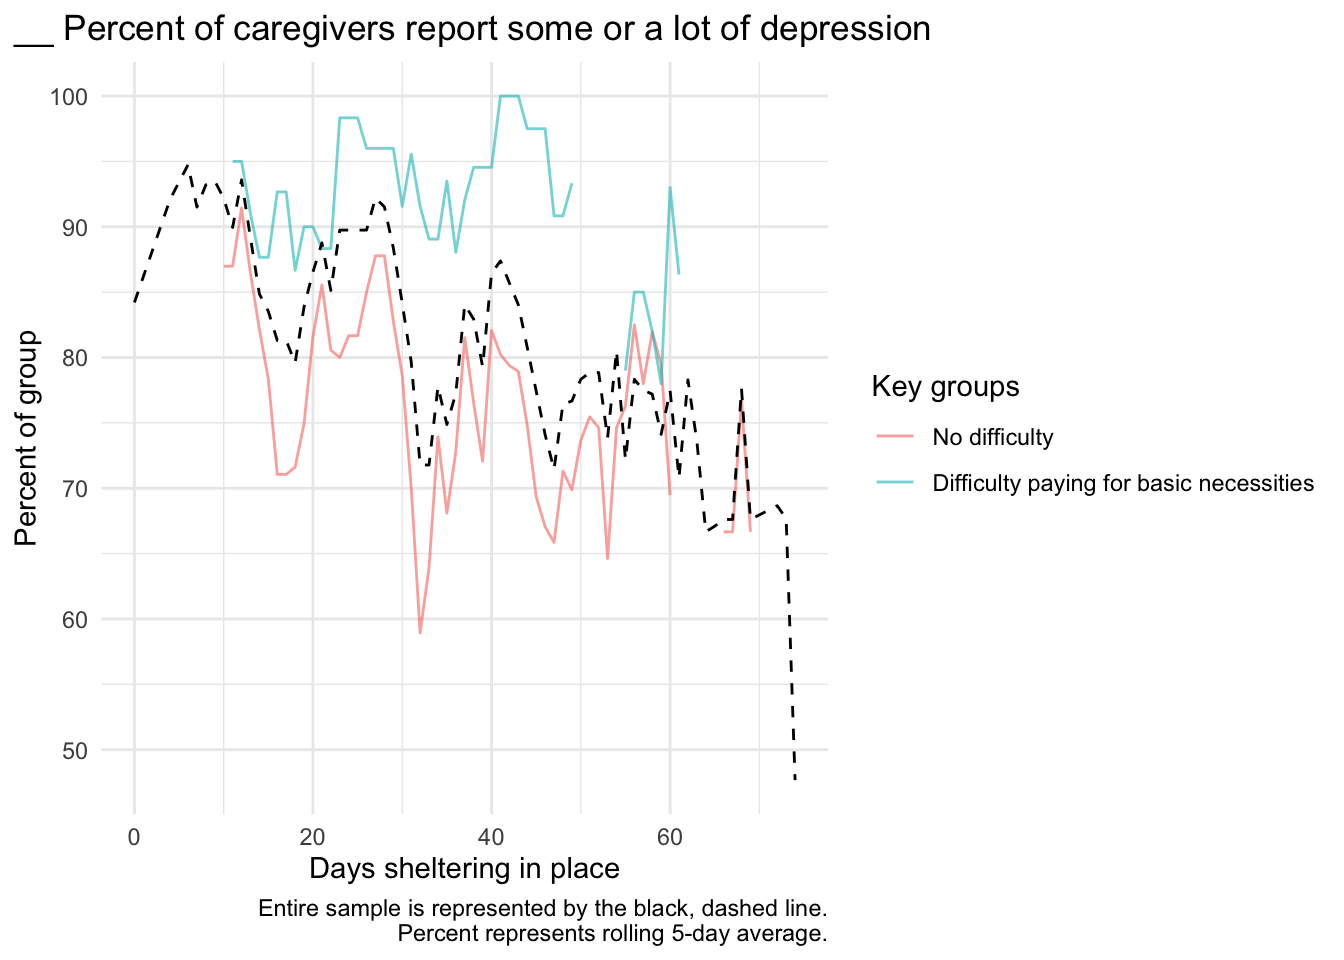 __ Percent of caregivers report some or a lot of depression
Percent of group
100
90
80
70
60
50
0 20 40 60
Days sheltering in place
Entire sample is represented by the black, dashed line.
Percent represents rolling 5-day average.
Key groups
No difficulty
Difficulty paying for basic necessities